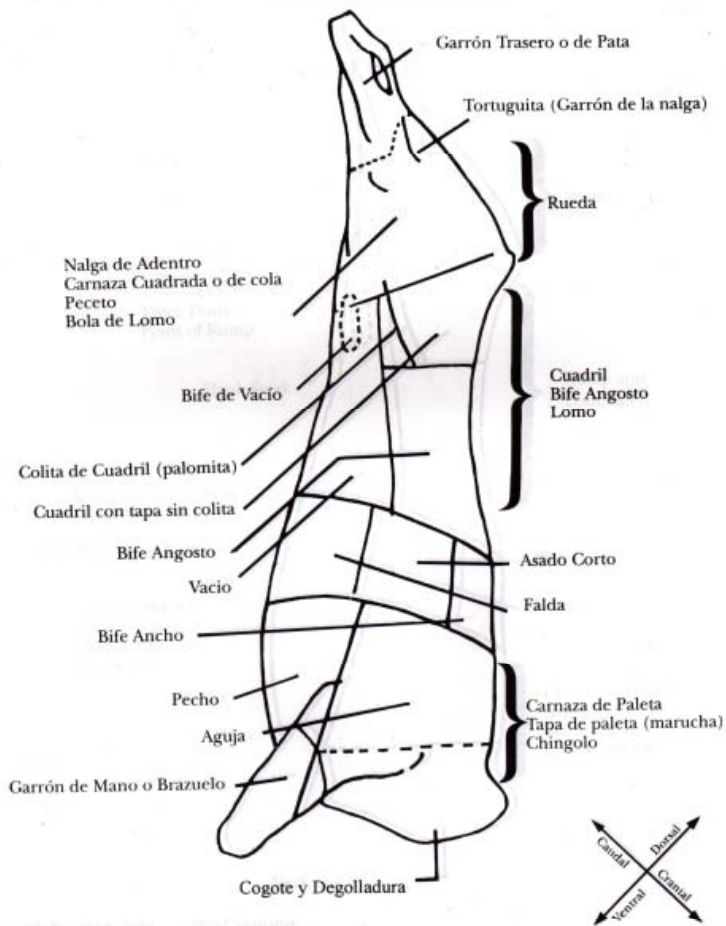 Garrón Trasero o de Pata
Tortuguita (Garrón de la nalga)
Rueda
Nalga de Adentro
Carnaza Cuadrada o de cola
Peceto
Bola de Lomo
Bife de Vacío
Cuadril
Bife Angosto
Lomo
Colita de Cuadril (palomita)
Cuadril con tapa sin colita
Bife Angosto
Vacio
Asado Corto
Falda
Bife Ancho
Pecho
Aguja
Carnaza de Paleta
Tapa de paleta (marucha)
Chingolo
Garrón de Mano o Brazuelo
Cogote y Degolladura
Caudal
Dorsal
Ventral
Cranial